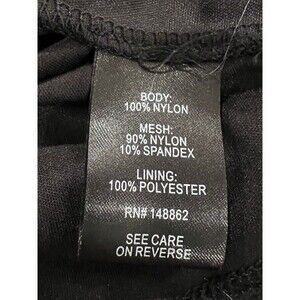 BODY:
100% NYLON
MESH:
90% NYLON
10% SPANDEX
LINING:
100% POLYESTER
RN# 148862
SEE CARE
ON REVERSE